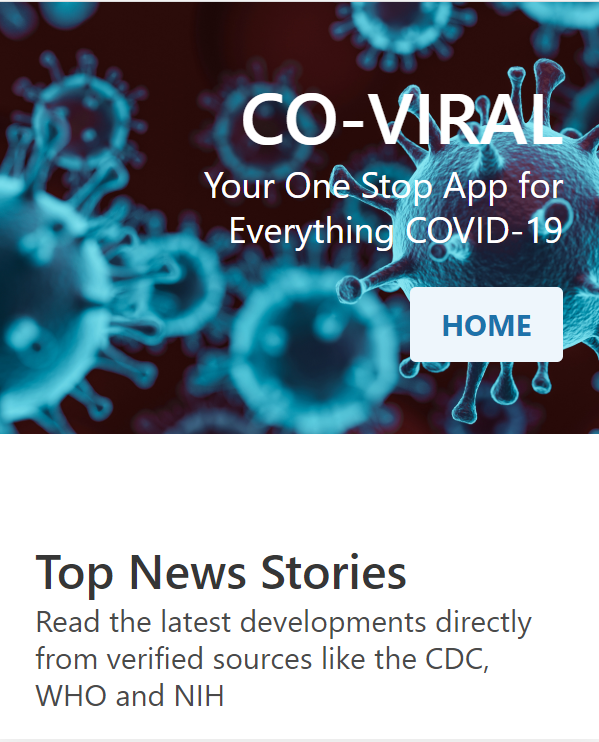 CO-VIRAL
Your One Stop App for
Everything COVID-19
HOME
Top News Stories
Read the latest developments directly
from verified sources like the CDC,
WHO and NIH